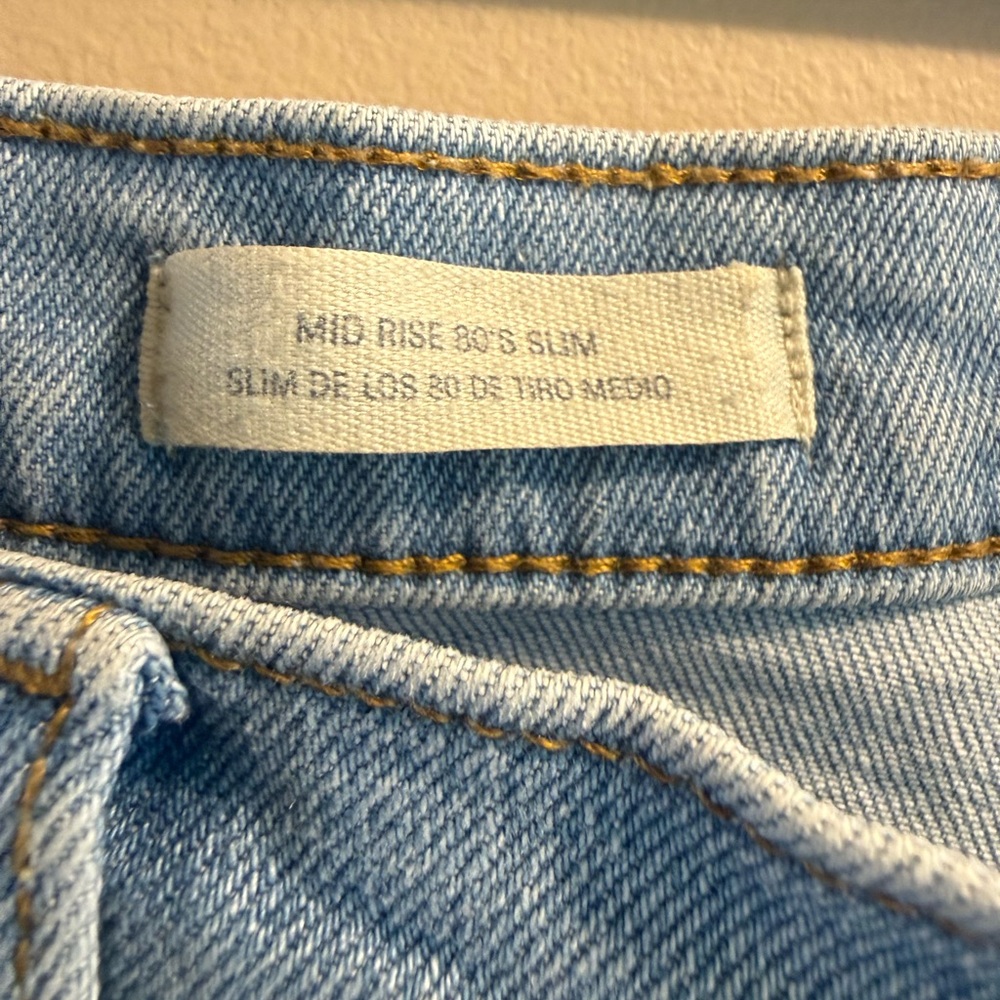 MID RISE 80'S SLIM
SLIM DE LOS 80 DE TIRO MEDIO